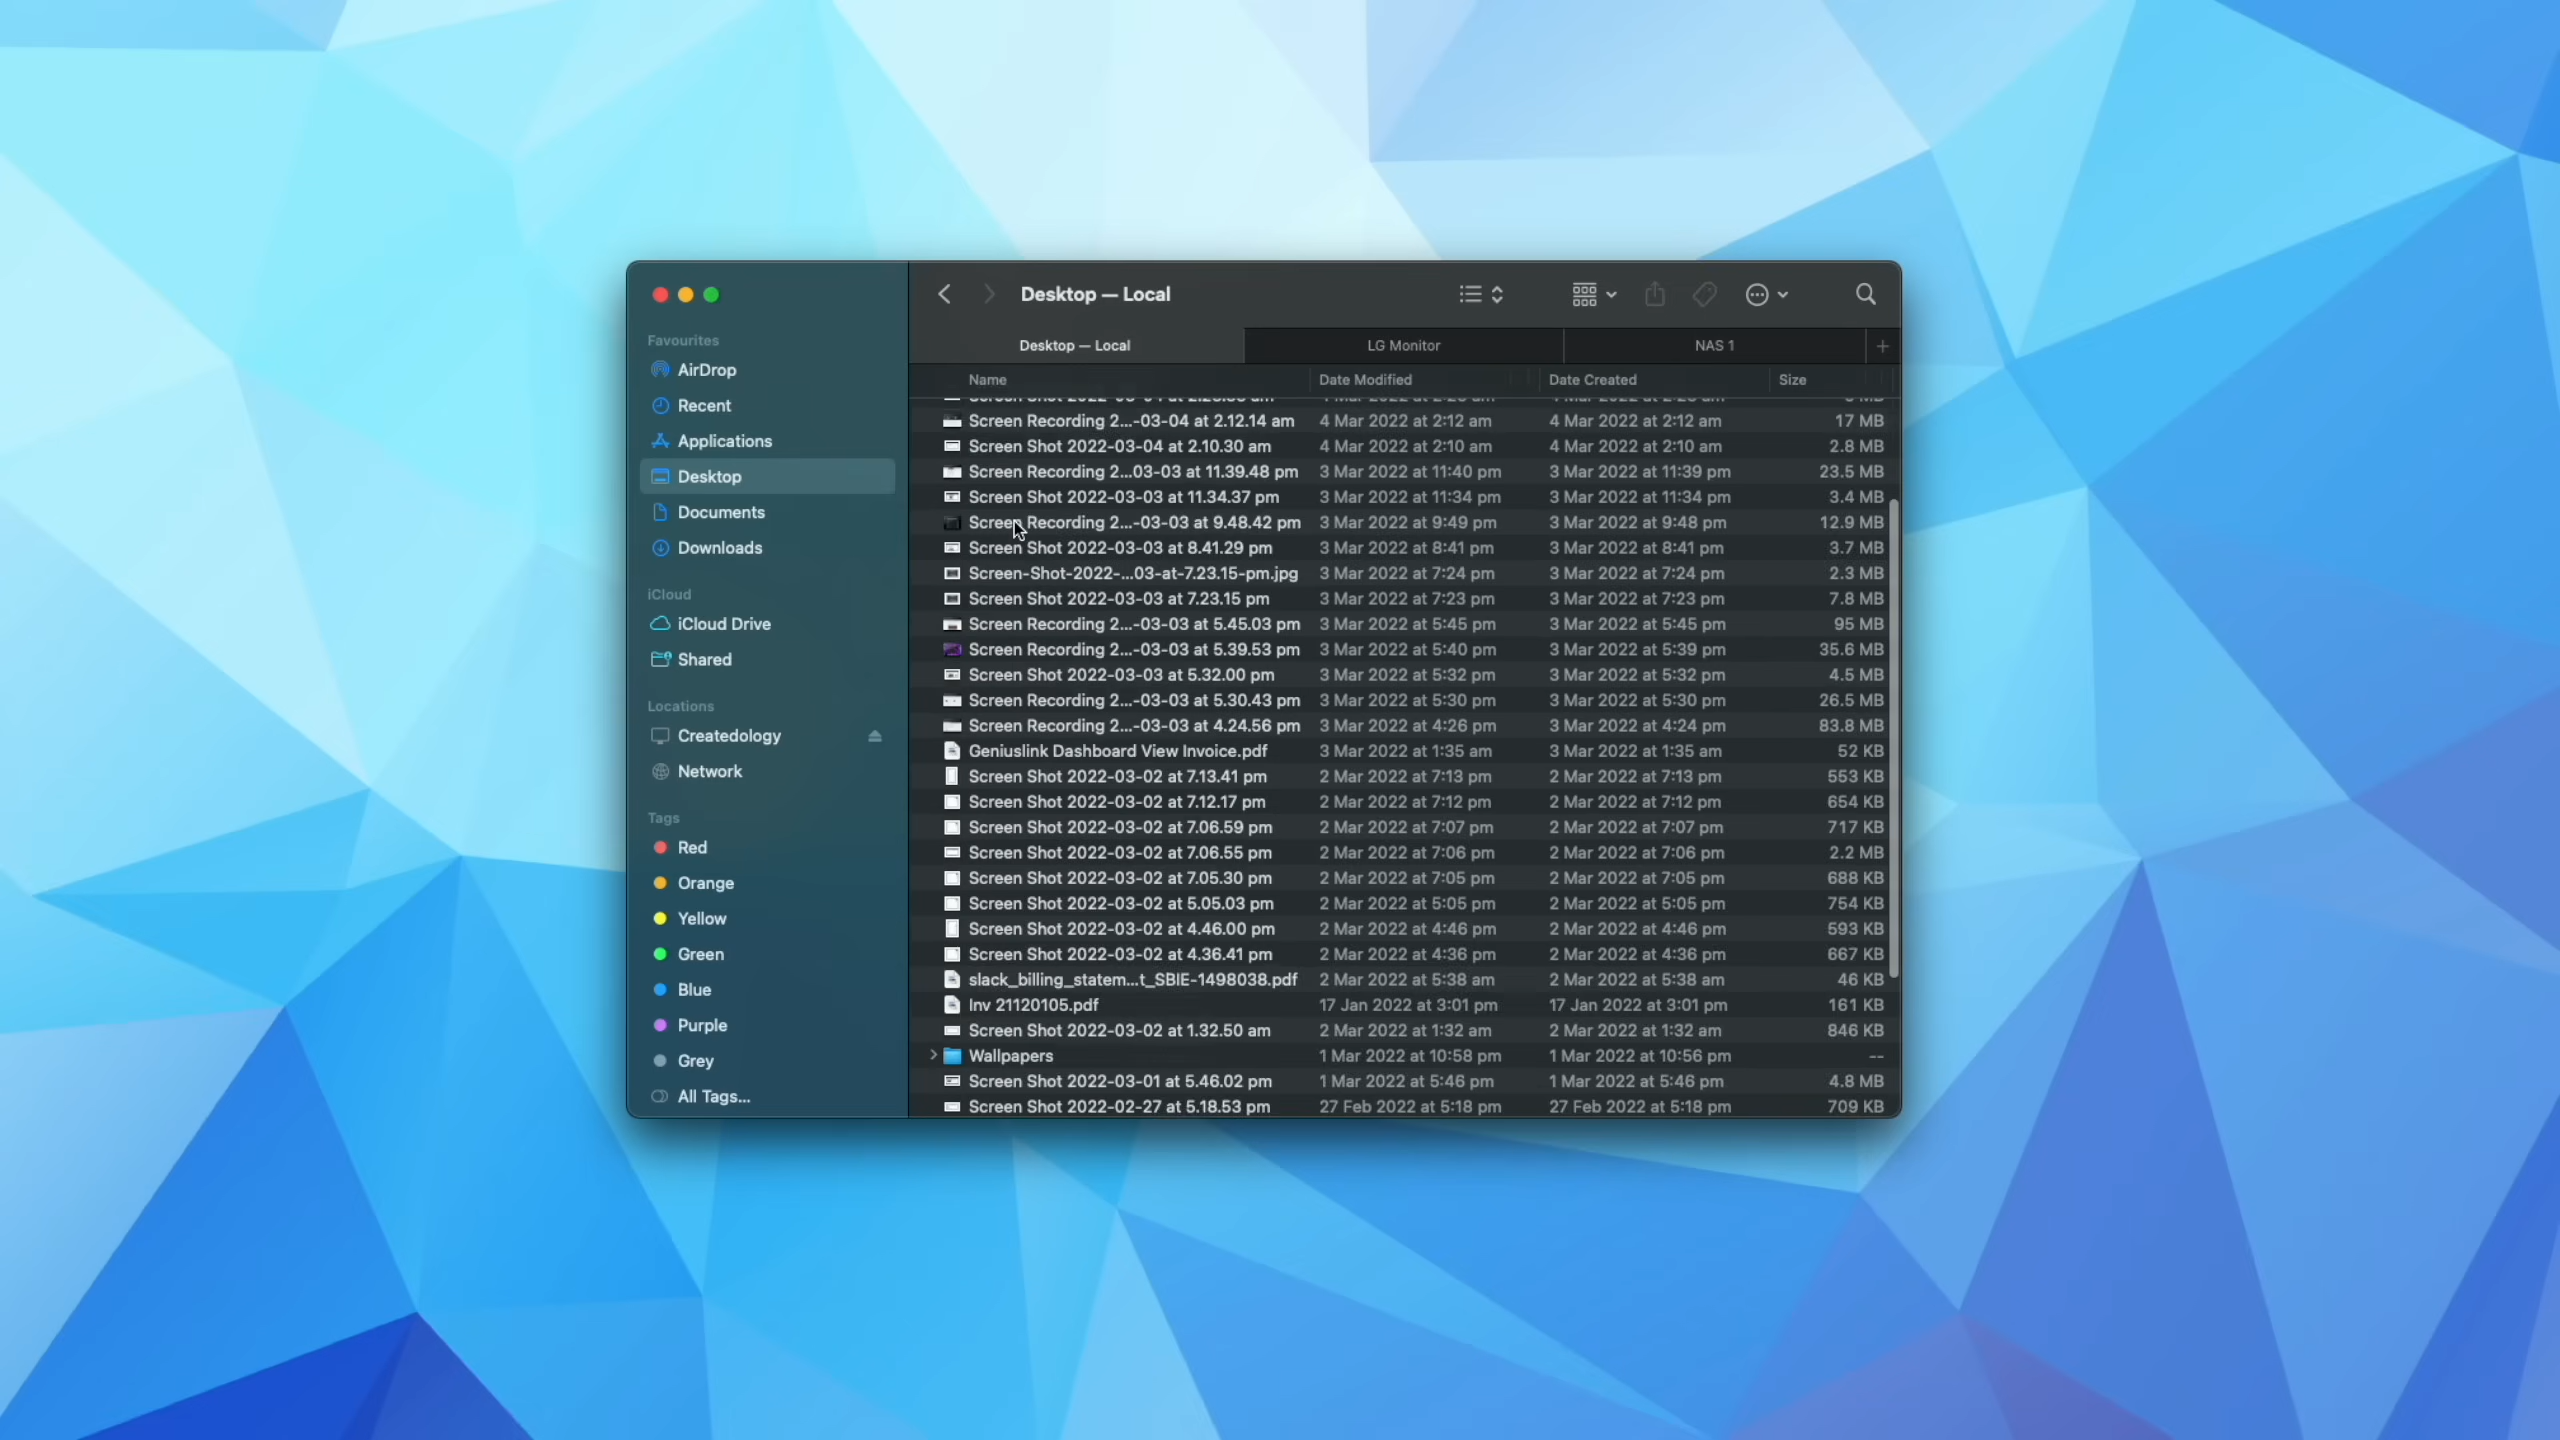 Desktop — Local
Desktop — Local
LG Monitor
NAS 1
Favourites
AirDrop
Recent
Applications
Desktop
Documents
Downloads
iCloud
iCloud Drive
Shared
Locations
Createdology
Network
Tags
Red
Orange
Yellow
Green
Blue
Purple
Grey
All Tags...
Name Date Modified Date Created Size
Screen Recording 2...-03-04 at 2.12.14 am 4 Mar 2022 at 2:12 am 4 Mar 2022 at 2:12 am 17 MB
Screen Shot 2022-03-04 at 2.10.30 am 4 Mar 2022 at 2:10 am 4 Mar 2022 at 2:10 am 2.8 MB
Screen Recording 2...03-03 at 11.39.48 pm 3 Mar 2022 at 11:40 pm 3 Mar 2022 at 11:39 pm 23.5 MB
Screen Shot 2022-03-03 at 11.34.37 pm 3 Mar 2022 at 11:34 pm 3 Mar 2022 at 11:34 pm 3.4 MB
Screen Recording 2...-03-03 at 9.48.42 pm 3 Mar 2022 at 9:49 pm 3 Mar 2022 at 9:48 pm 12.9 MB
Screen Shot 2022-03-03 at 8.41.29 pm 3 Mar 2022 at 8:41 pm 3 Mar 2022 at 8:41 pm 3.7 MB
Screen-Shot-2022-...03-at-7.23.15-pm.jpg 3 Mar 2022 at 7:24 pm 3 Mar 2022 at 7:24 pm 2.3 MB
Screen Shot 2022-03-03 at 7.23.15 pm 3 Mar 2022 at 7:23 pm 3 Mar 2022 at 7:23 pm 7.8 MB
Screen Recording 2...-03-03 at 5.45.03 pm 3 Mar 2022 at 5:45 pm 3 Mar 2022 at 5:45 pm 95 MB
Screen Recording 2...-03-03 at 5.39.53 pm 3 Mar 2022 at 5:40 pm 3 Mar 2022 at 5:39 pm 35.6 MB
Screen Shot 2022-03-03 at 5.32.00 pm 3 Mar 2022 at 5:32 pm 3 Mar 2022 at 5:32 pm 4.5 MB
Screen Recording 2...-03-03 at 5.30.43 pm 3 Mar 2022 at 5:30 pm 3 Mar 2022 at 5:30 pm 26.5 MB
Screen Recording 2...-03-03 at 4.24.56 pm 3 Mar 2022 at 4:26 pm 3 Mar 2022 at 4:24 pm 83.8 MB
Geniuslink Dashboard View Invoice.pdf 3 Mar 2022 at 1:35 am 3 Mar 2022 at 1:35 am 52 KB
Screen Shot 2022-03-02 at 7.13.41 pm 2 Mar 2022 at 7:13 pm 2 Mar 2022 at 7:13 pm 553 KB
Screen Shot 2022-03-02 at 7.12.17 pm 2 Mar 2022 at 7:12 pm 2 Mar 2022 at 7:12 pm 654 KB
Screen Shot 2022-03-02 at 7.06.59 pm 2 Mar 2022 at 7:07 pm 2 Mar 2022 at 7:07 pm 717 KB
Screen Shot 2022-03-02 at 7.06.55 pm 2 Mar 2022 at 7:06 pm 2 Mar 2022 at 7:06 pm 2.2 MB
Screen Shot 2022-03-02 at 7.05.30 pm 2 Mar 2022 at 7:05 pm 2 Mar 2022 at 7:05 pm 688 KB
Screen Shot 2022-03-02 at 5.05.03 pm 2 Mar 2022 at 5:05 pm 2 Mar 2022 at 5:05 pm 754 KB
Screen Shot 2022-03-02 at 4.46.00 pm 2 Mar 2022 at 4:46 pm 2 Mar 2022 at 4:46 pm 593 KB
Screen Shot 2022-03-02 at 4.36.41 pm 2 Mar 2022 at 4:36 pm 2 Mar 2022 at 4:36 pm 667 KB
slack_billing_statem...t_SBIE-1498038.pdf 2 Mar 2022 at 5:38 am 2 Mar 2022 at 5:38 am 46 KB
Inv 21120105.pdf 17 Jan 2022 at 3:01 pm 17 Jan 2022 at 3:01 pm 161 KB
Screen Shot 2022-03-02 at 1.32.50 am 2 Mar 2022 at 1:32 am 2 Mar 2022 at 1:32 am 846 KB
Wallpapers 1 Mar 2022 at 10:58 pm 1 Mar 2022 at 10:56 pm --
Screen Shot 2022-03-01 at 5.46.02 pm 1 Mar 2022 at 5:46 pm 1 Mar 2022 at 5:46 pm 4.8 MB
Screen Shot 2022-02-27 at 5.18.53 pm 27 Feb 2022 at 5:18 pm 27 Feb 2022 at 5:18 pm 709 KB